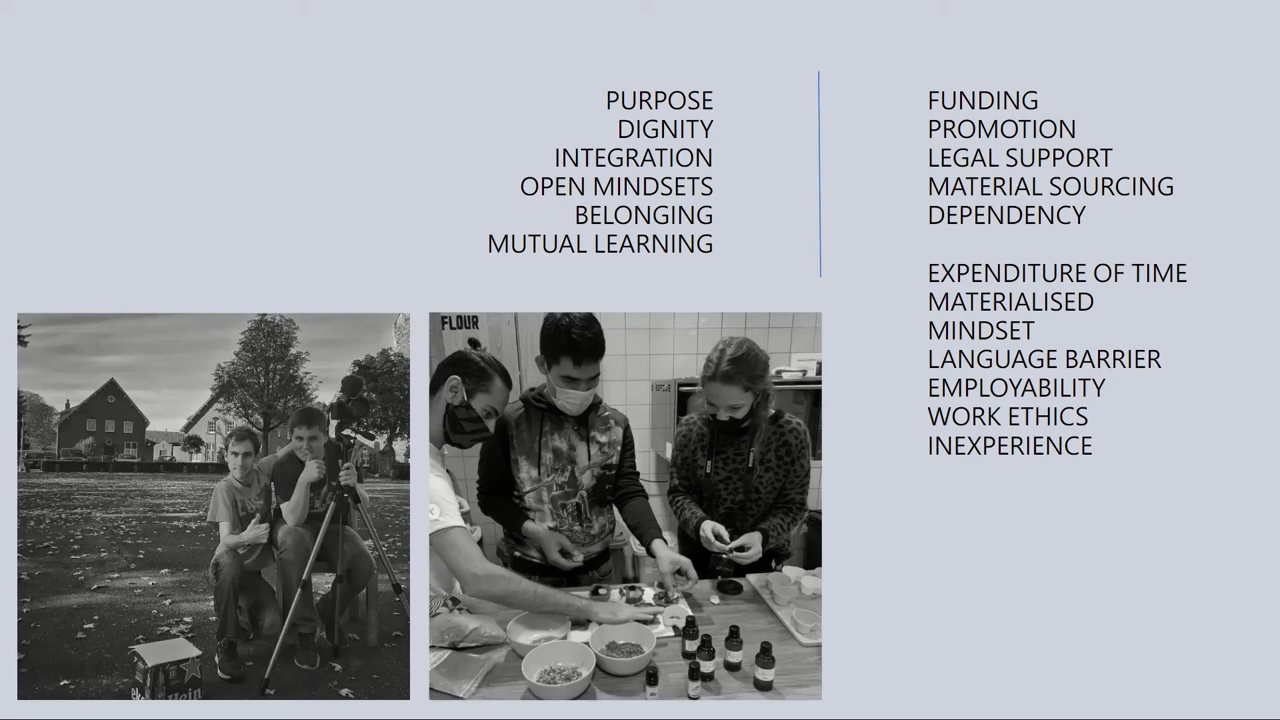 PURPOSE
DIGNITY
INTEGRATION
OPEN MINDSETS
BELONGING
MUTUAL LEARNING
FUNDING
PROMOTION
LEGAL SUPPORT
MATERIAL SOURCING
DEPENDENCY
EXPENDITURE OF TIME
MATERIALISED
MINDSET
LANGUAGE BARRIER
EMPLOYABILITY
WORK ETHICS
INEXPERIENCE
FLOUR